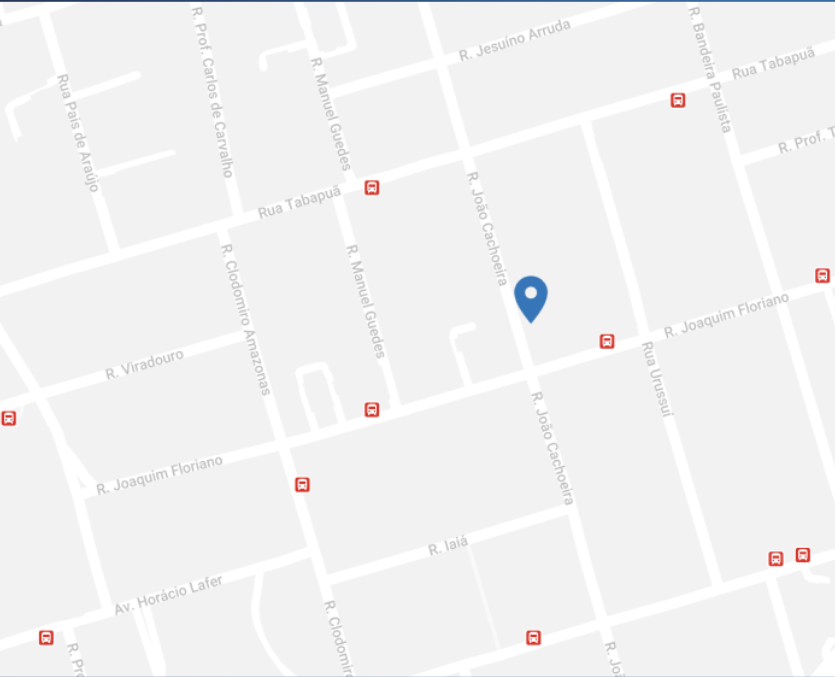 R. Prof. Carlos de Carvalho
R. Jesuíno Arruda
R. Bandeira Paulista
Rua Tabapuã
R. Manuel Guedes
Rua Pais de Araújo
R. Prof. T
Rua Tabapuã
R. João Cachoeira
R. Clodomiro Amazonas
R. Manuel Guedes
R. Joaquim Floriano
R. Viradouro
Rua Urussuí
R. João Cachoeira
R. Joaquim Floriano
R. Iaiá
Av. Horácio Lafer
R. Clodomiro
R. Pro
R. Joã